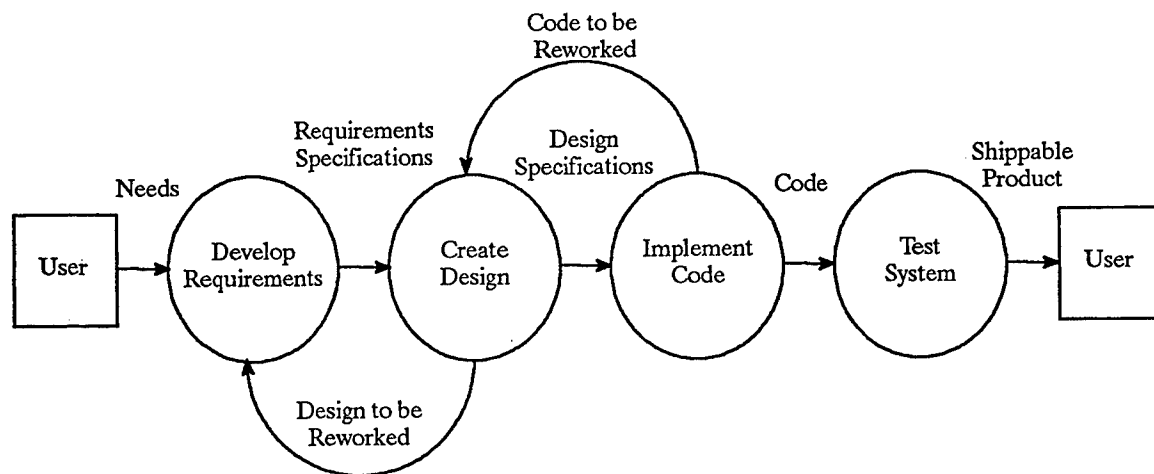 Code to be
Reworked
Requirements
Specifications
Design
Specifications
Shippable
Product
Needs
Code
User
Develop
Requirements
Create
Design
Implement
Code
Test
System
User
Design to be
Reworked